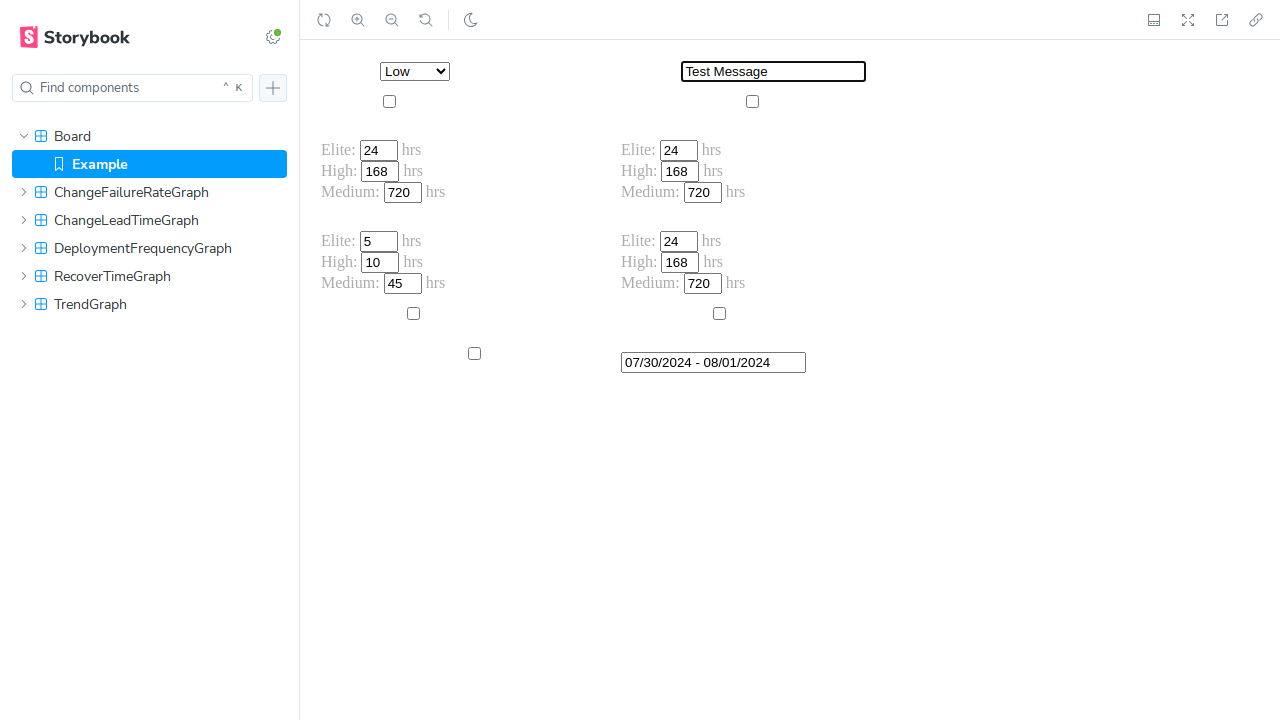 Storybook
Find components
^ K
Board
Example
ChangeFailureRateGraph
ChangeLeadTimeGraph
DeploymentFrequencyGraph
RecoverTimeGraph
TrendGraph
Low
Test Message
Elite: 24 hrs
High: 168 hrs
Medium: 720 hrs
Elite: 24 hrs
High: 168 hrs
Medium: 720 hrs
Elite: 5 hrs
High: 10 hrs
Medium: 45 hrs
Elite: 24 hrs
High: 168 hrs
Medium: 720 hrs
07/30/2024 - 08/01/2024